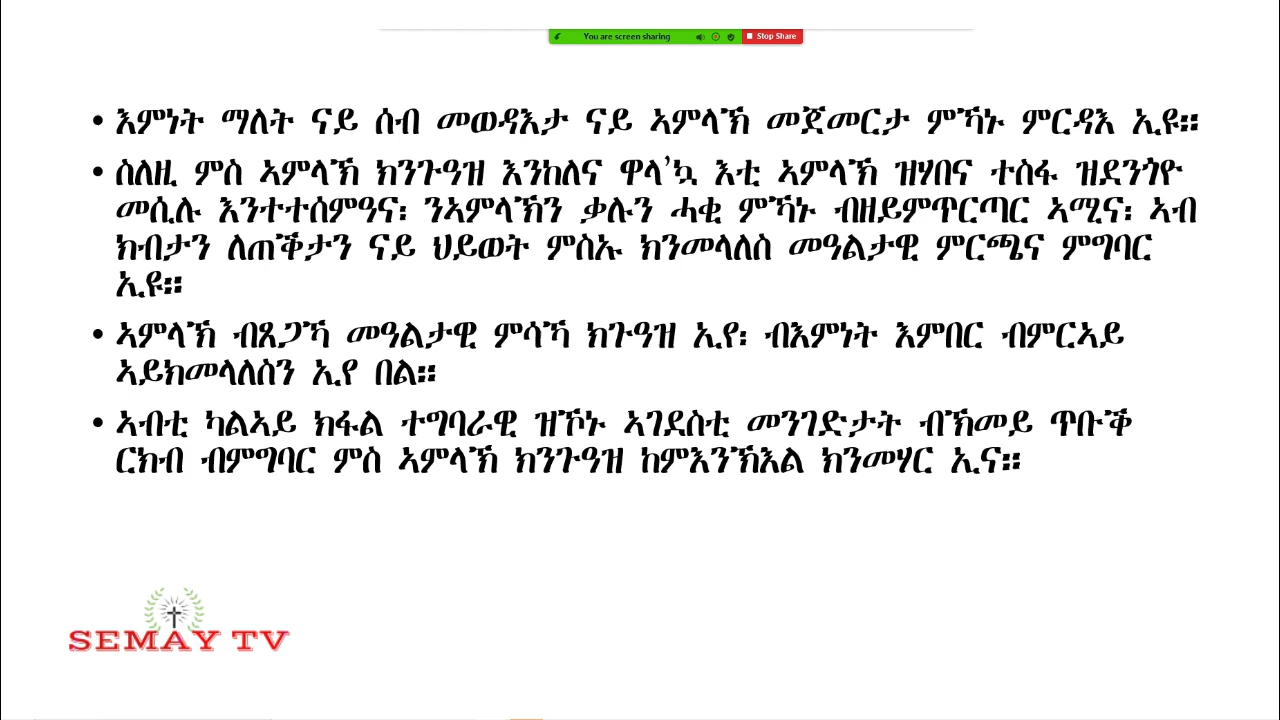 You are screen sharing Stop Share
• እምነት ማለት ናይ ሰብ መወዳእታ ናይ ኣምላኽ መጀመርታ ምዃኑ ምርዳእ ኢዩ።
• ስለዚ ምስ ኣምላኽ ክንጉዓዝ እንከለና ዋላ’ኳ እቲ ኣምላኽ ዝሃበና ተስፋ ዝደንጎዮ
መሲሉ እንተተሰምዓና፡ ንኣምላኽን ቃሉን ሓቂ ምዃኑ ብዘይምጥርጣር ኣሚና፡ ኣብ
ክብታን ለጠቕታን ናይ ህይወት ምስኡ ክንመላለስ መዓልታዊ ምርጫና ምግባር
ኢዩ።
• ኣምላኽ ብጸጋኻ መዓልታዊ ምሳኻ ክጉዓዝ ኢየ፡ ብእምነት እምበር ብምርኣይ
ኣይክመላለስን ኢየ በል።
• ኣብቲ ካልኣይ ክፋል ተግባራዊ ዝኾኑ ኣገደስቲ መንገድታት ብኽመይ ጥቡቕ
ርክብ ብምግባር ምስ ኣምላኽ ክንጉዓዝ ከምእንኽእል ክንመሃር ኢና።
SEMAY TV